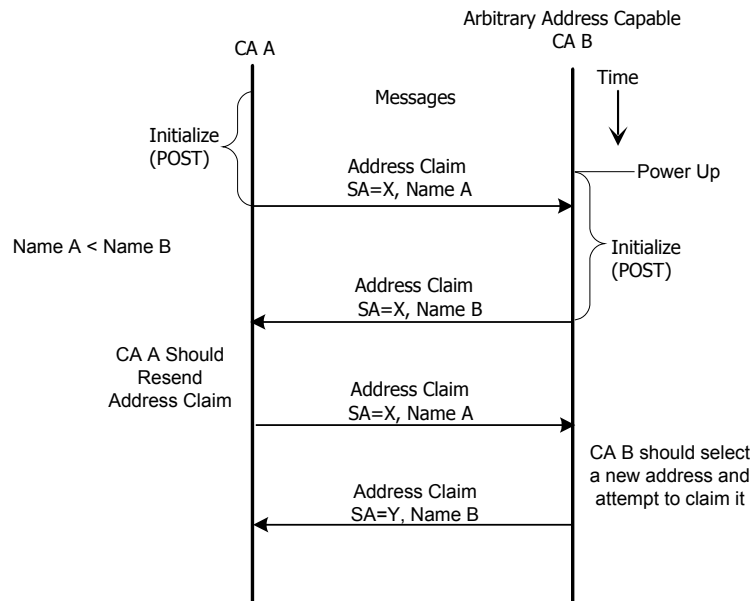 Arbitrary Address Capable
CA A
CA B
Time
Messages
Initialize
(POST)
Address Claim
SA=X, Name A
Power Up
Name A < Name B
Initialize
(POST)
Address Claim
SA=X, Name B
CA A Should
Resend
Address Claim
Address Claim
SA=X, Name A
CA B should select
a new address and
attempt to claim it
Address Claim
SA=Y, Name B